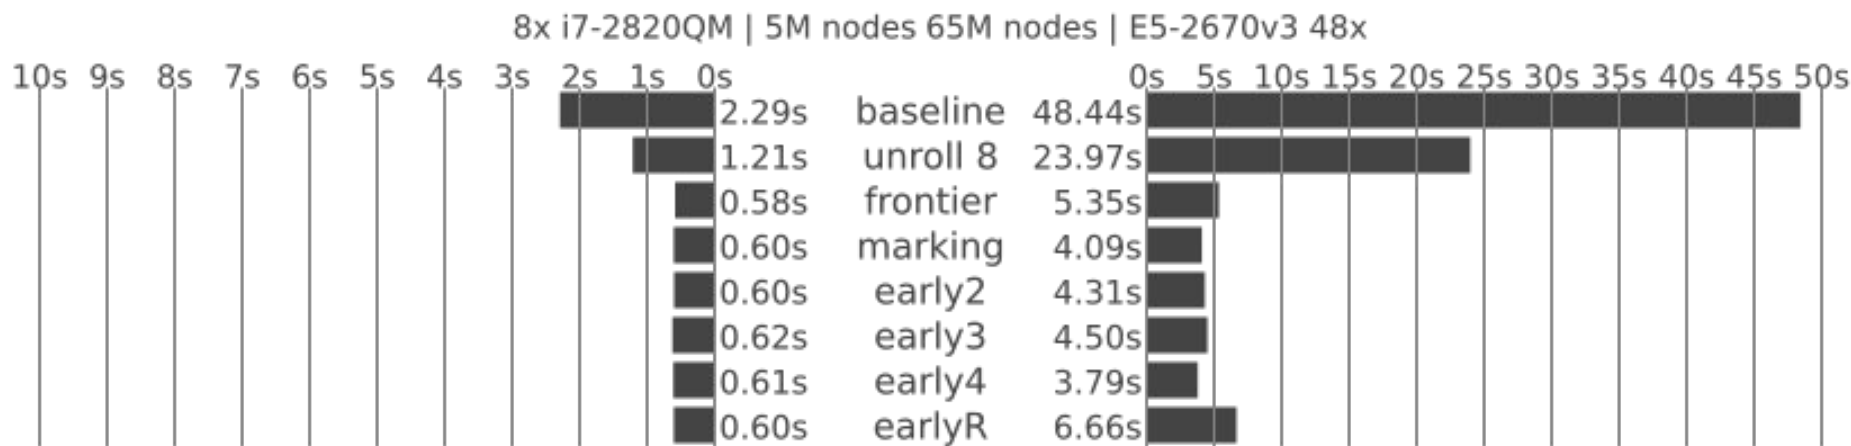 8x i7-2820QM | 5M nodes 65M nodes | E5-2670v3 48x
10s 9s 8s 7s 6s 5s 4s 3s 2s 1s 0s 0s 5s 10s 15s 20s 25s 30s 35s 40s 45s 50s
2.29s baseline 48.44s
1.21s unroll 8 23.97s
0.58s frontier 5.35s
0.60s marking 4.09s
0.60s early2 4.31s
0.62s early3 4.50s
0.61s early4 3.79s
0.60s earlyR 6.66s